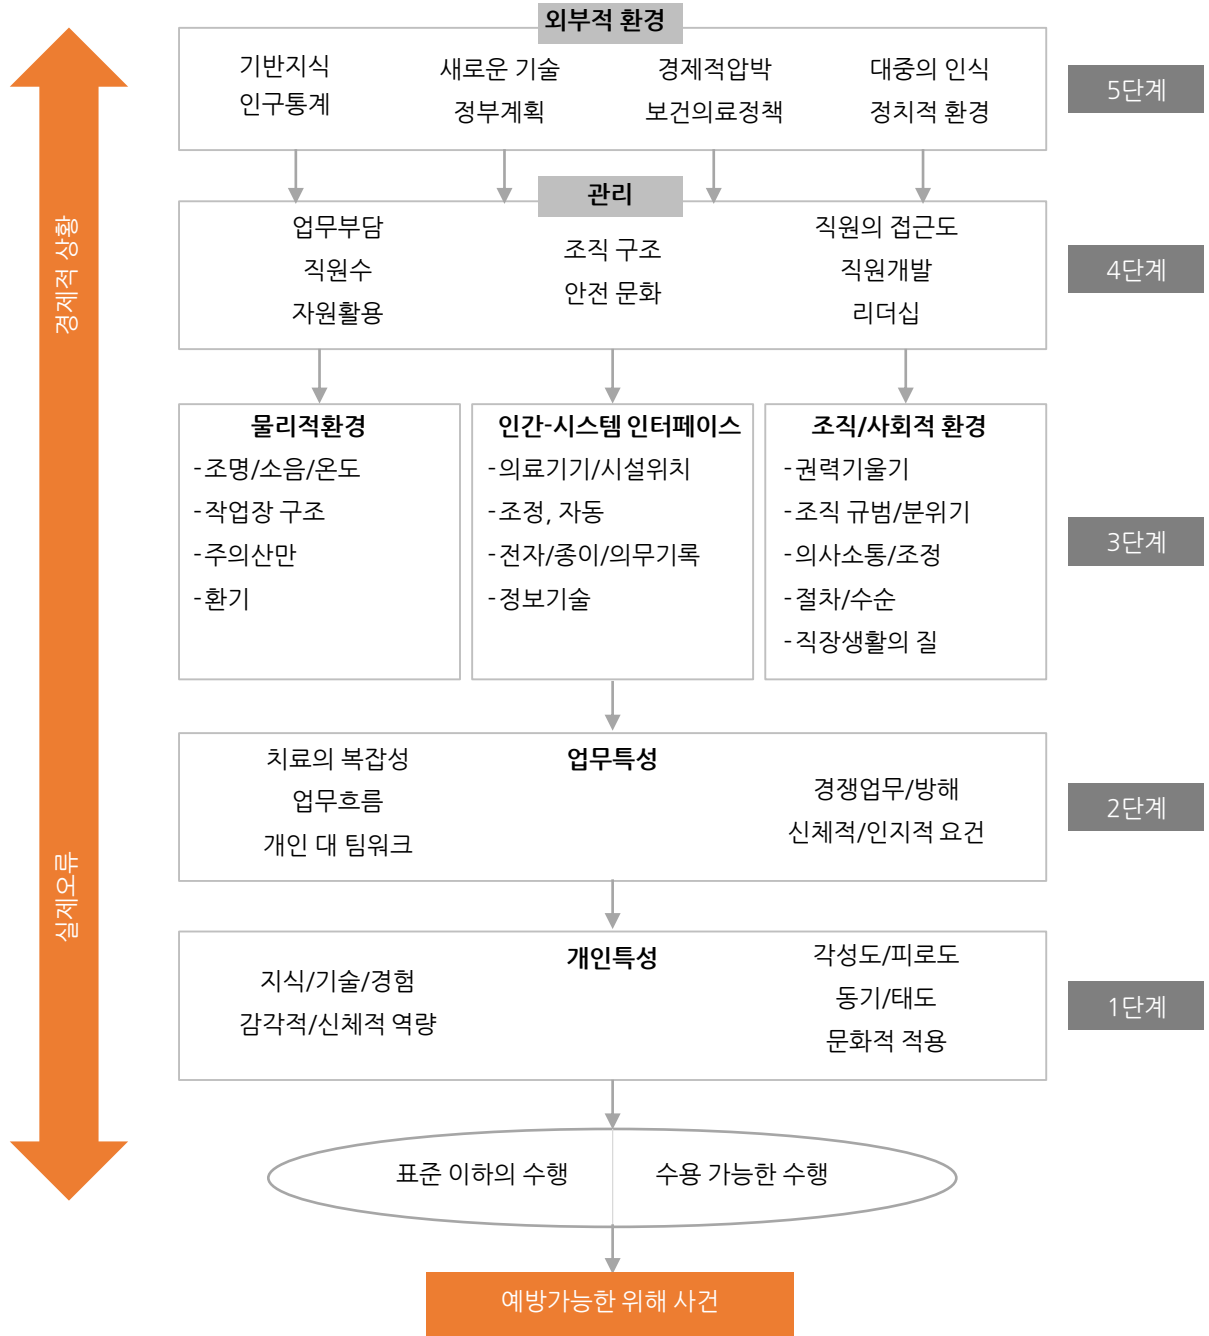 외부적 환경
기반지식
인구통계
새로운 기술
정부계획
경제적압박
보건의료정책
대중의 인식
정치적 환경
5단계
관리
업무부담
직원수
자원활용
조직 구조
안전 문화
직원의 접근도
직원개발
리더십
4단계
경제적 상황
물리적환경
-조명/소음/온도
-작업장 구조
-주의산만
-환기
인간-시스템 인터페이스
-의료기기/시설위치
-조정, 자동
-전자/종이/의무기록
-정보기술
조직/사회적 환경
-권력기울기
-조직 규범/분위기
-의사소통/조정
-절차/수순
-직장생활의 질
3단계
업무특성
치료의 복잡성
업무흐름
개인 대 팀워크
경쟁업무/방해
신체적/인지적 요건
2단계
실제오류
개인특성
지식/기술/경험
감각적/신체적 역량
각성도/피로도
동기/태도
문화적 적용
1단계
표준 이하의 수행
수용 가능한 수행
예방가능한 위해 사건